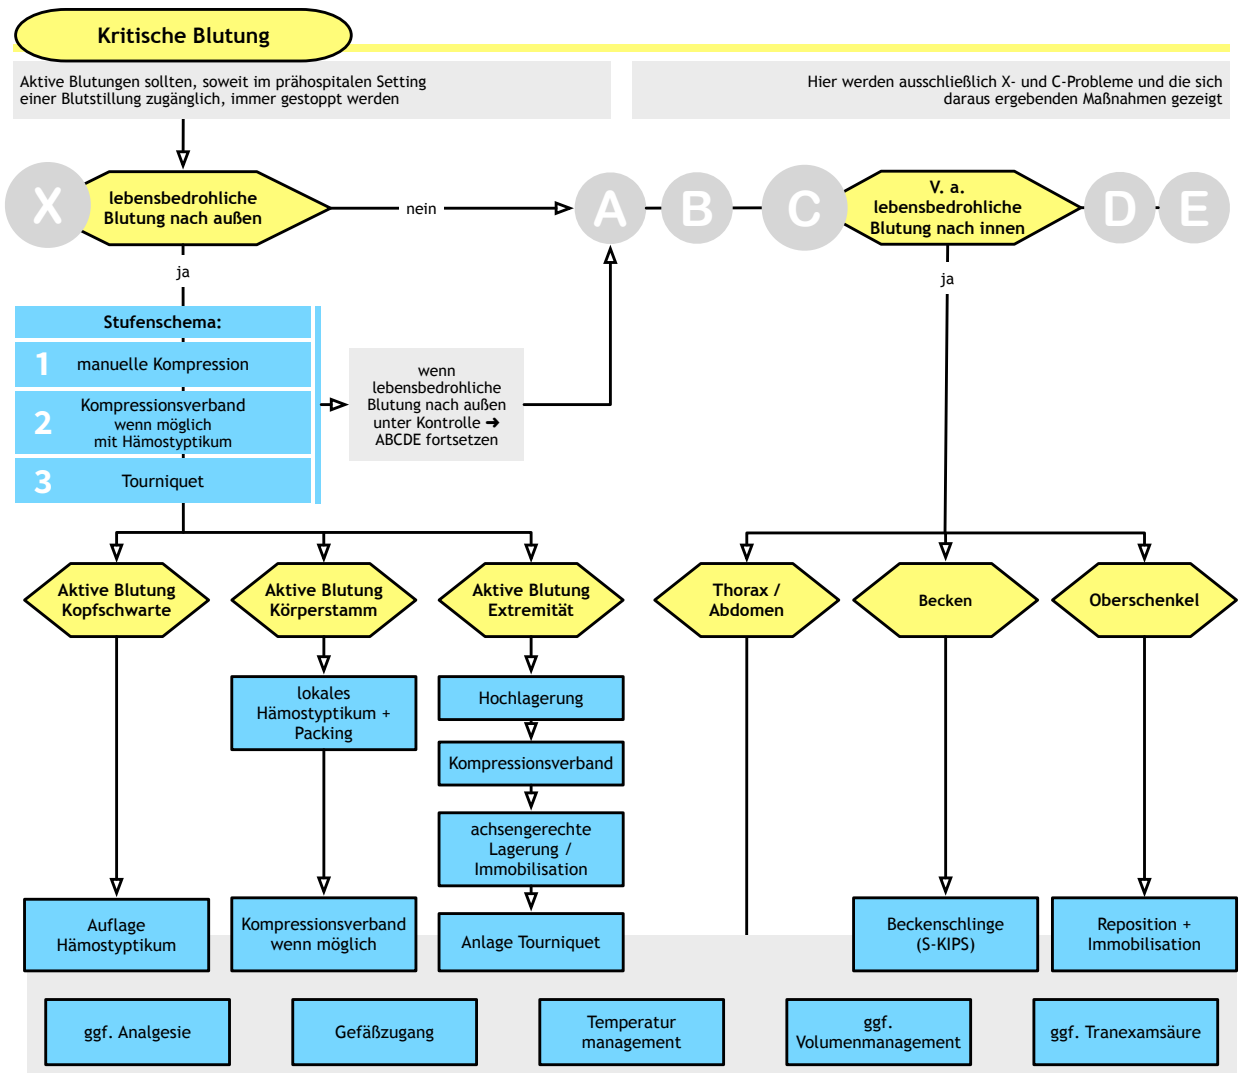 Kritische Blutung
Aktive Blutungen sollten, soweit im prähospitalen Setting
einer Blutstillung zugänglich, immer gestoppt werden
Hier werden ausschließlich X- und C-Probleme und die sich
daraus ergebenden Maßnahmen gezeigt
X
lebensbedrohliche
Blutung nach außen
nein
A
B
C
V. a.
lebensbedrohliche
Blutung nach innen
D
E
ja
ja
Stufenschema:
1 manuelle Kompression
2 Kompressionsverband
wenn möglich
mit Hämostyptikum
3 Tourniquet
wenn
lebensbedrohliche
Blutung nach außen
unter Kontrolle ➜
ABCDE fortsetzen
Aktive Blutung
Kopfschwarte
Aktive Blutung
Körperstamm
Aktive Blutung
Extremität
Thorax /
Abdomen
Becken
Oberschenkel
lokales
Hämostyptikum +
Packing
Hochlagerung
Kompressionsverband
achsengerechte
Lagerung /
Immobilisation
Auflage
Hämostyptikum
Kompressionsverband
wenn möglich
Anlage Tourniquet
Beckenschlinge
(S-KIPS)
Reposition +
Immobilisation
ggf. Analgesie
Gefäßzugang
Temperatur
management
ggf.
Volumenmanagement
ggf. Tranexamsäure